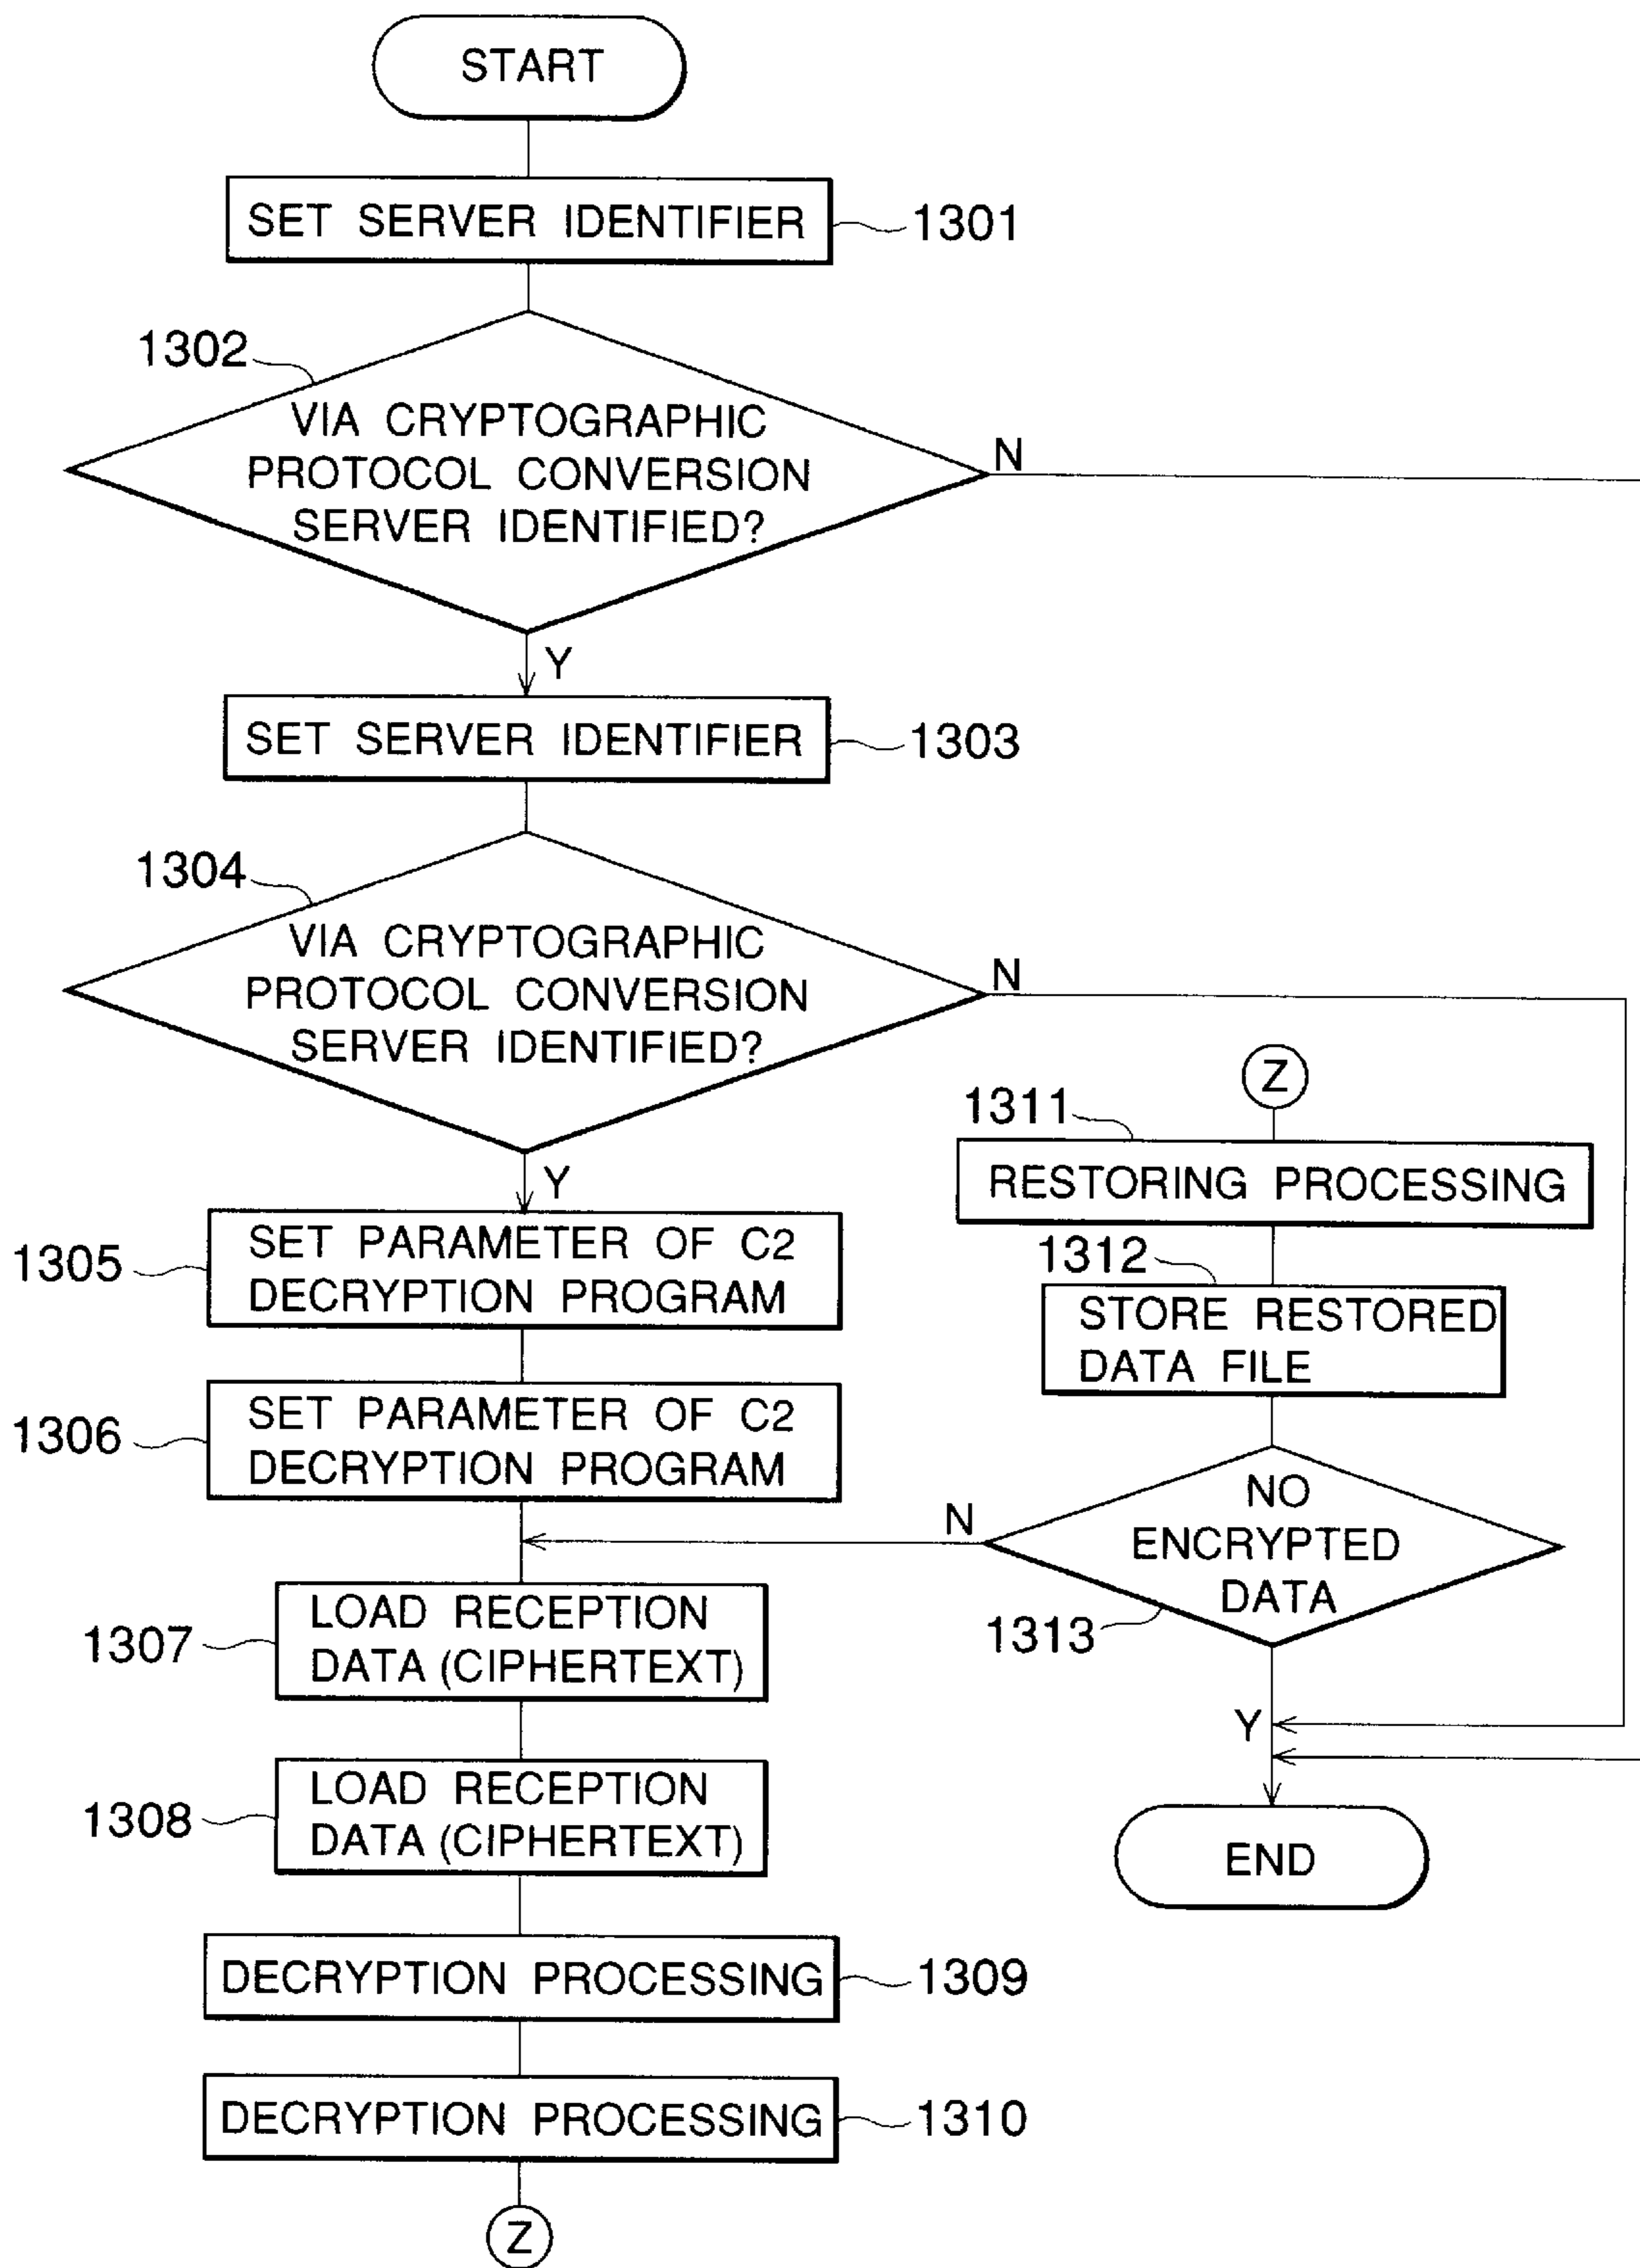 START
SET SERVER IDENTIFIER
1301
1302
VIA CRYPTOGRAPHIC
PROTOCOL CONVERSION
SERVER IDENTIFIED?
N
Y
SET SERVER IDENTIFIER
1303
1304
VIA CRYPTOGRAPHIC
PROTOCOL CONVERSION
SERVER IDENTIFIED?
N
Y
1305
SET PARAMETER OF C2
DECRYPTION PROGRAM
1306
SET PARAMETER OF C2
DECRYPTION PROGRAM
1307
LOAD RECEPTION
DATA (CIPHERTEXT)
1308
LOAD RECEPTION
DATA (CIPHERTEXT)
DECRYPTION PROCESSING
1309
DECRYPTION PROCESSING
1310
Z
Z
1311
RESTORING PROCESSING
1312
STORE RESTORED
DATA FILE
N
NO
ENCRYPTED
DATA
1313
Y
END